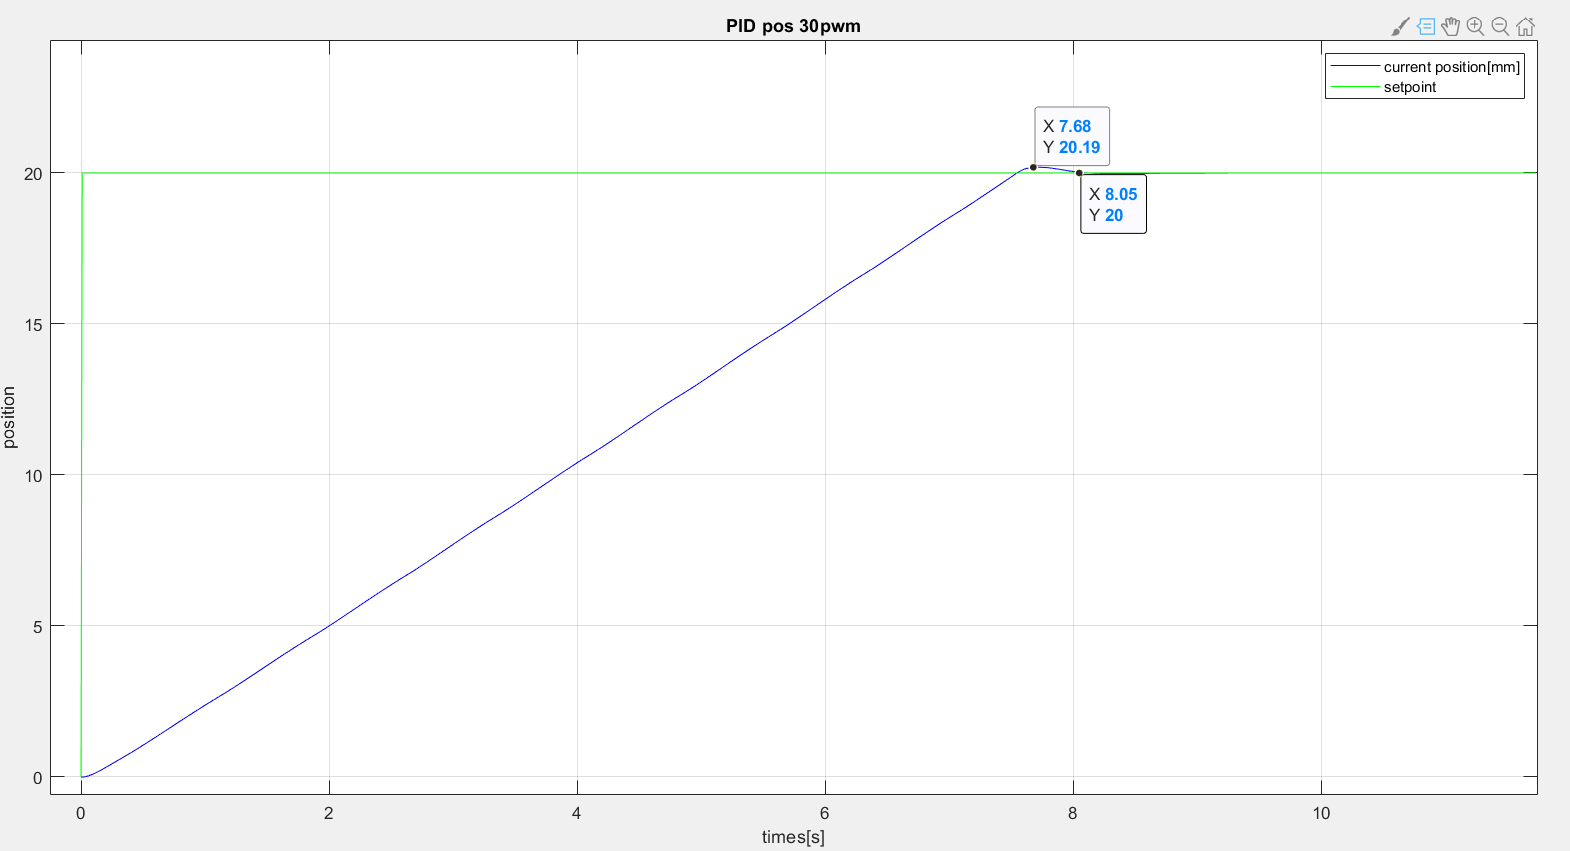 PID pos 30pwm
current position[mm]
setpoint
X 7.68
Y 20.19
X 8.05
Y 20
20
15
10
5
0
position
0 2 4 6 8 10
times[s]